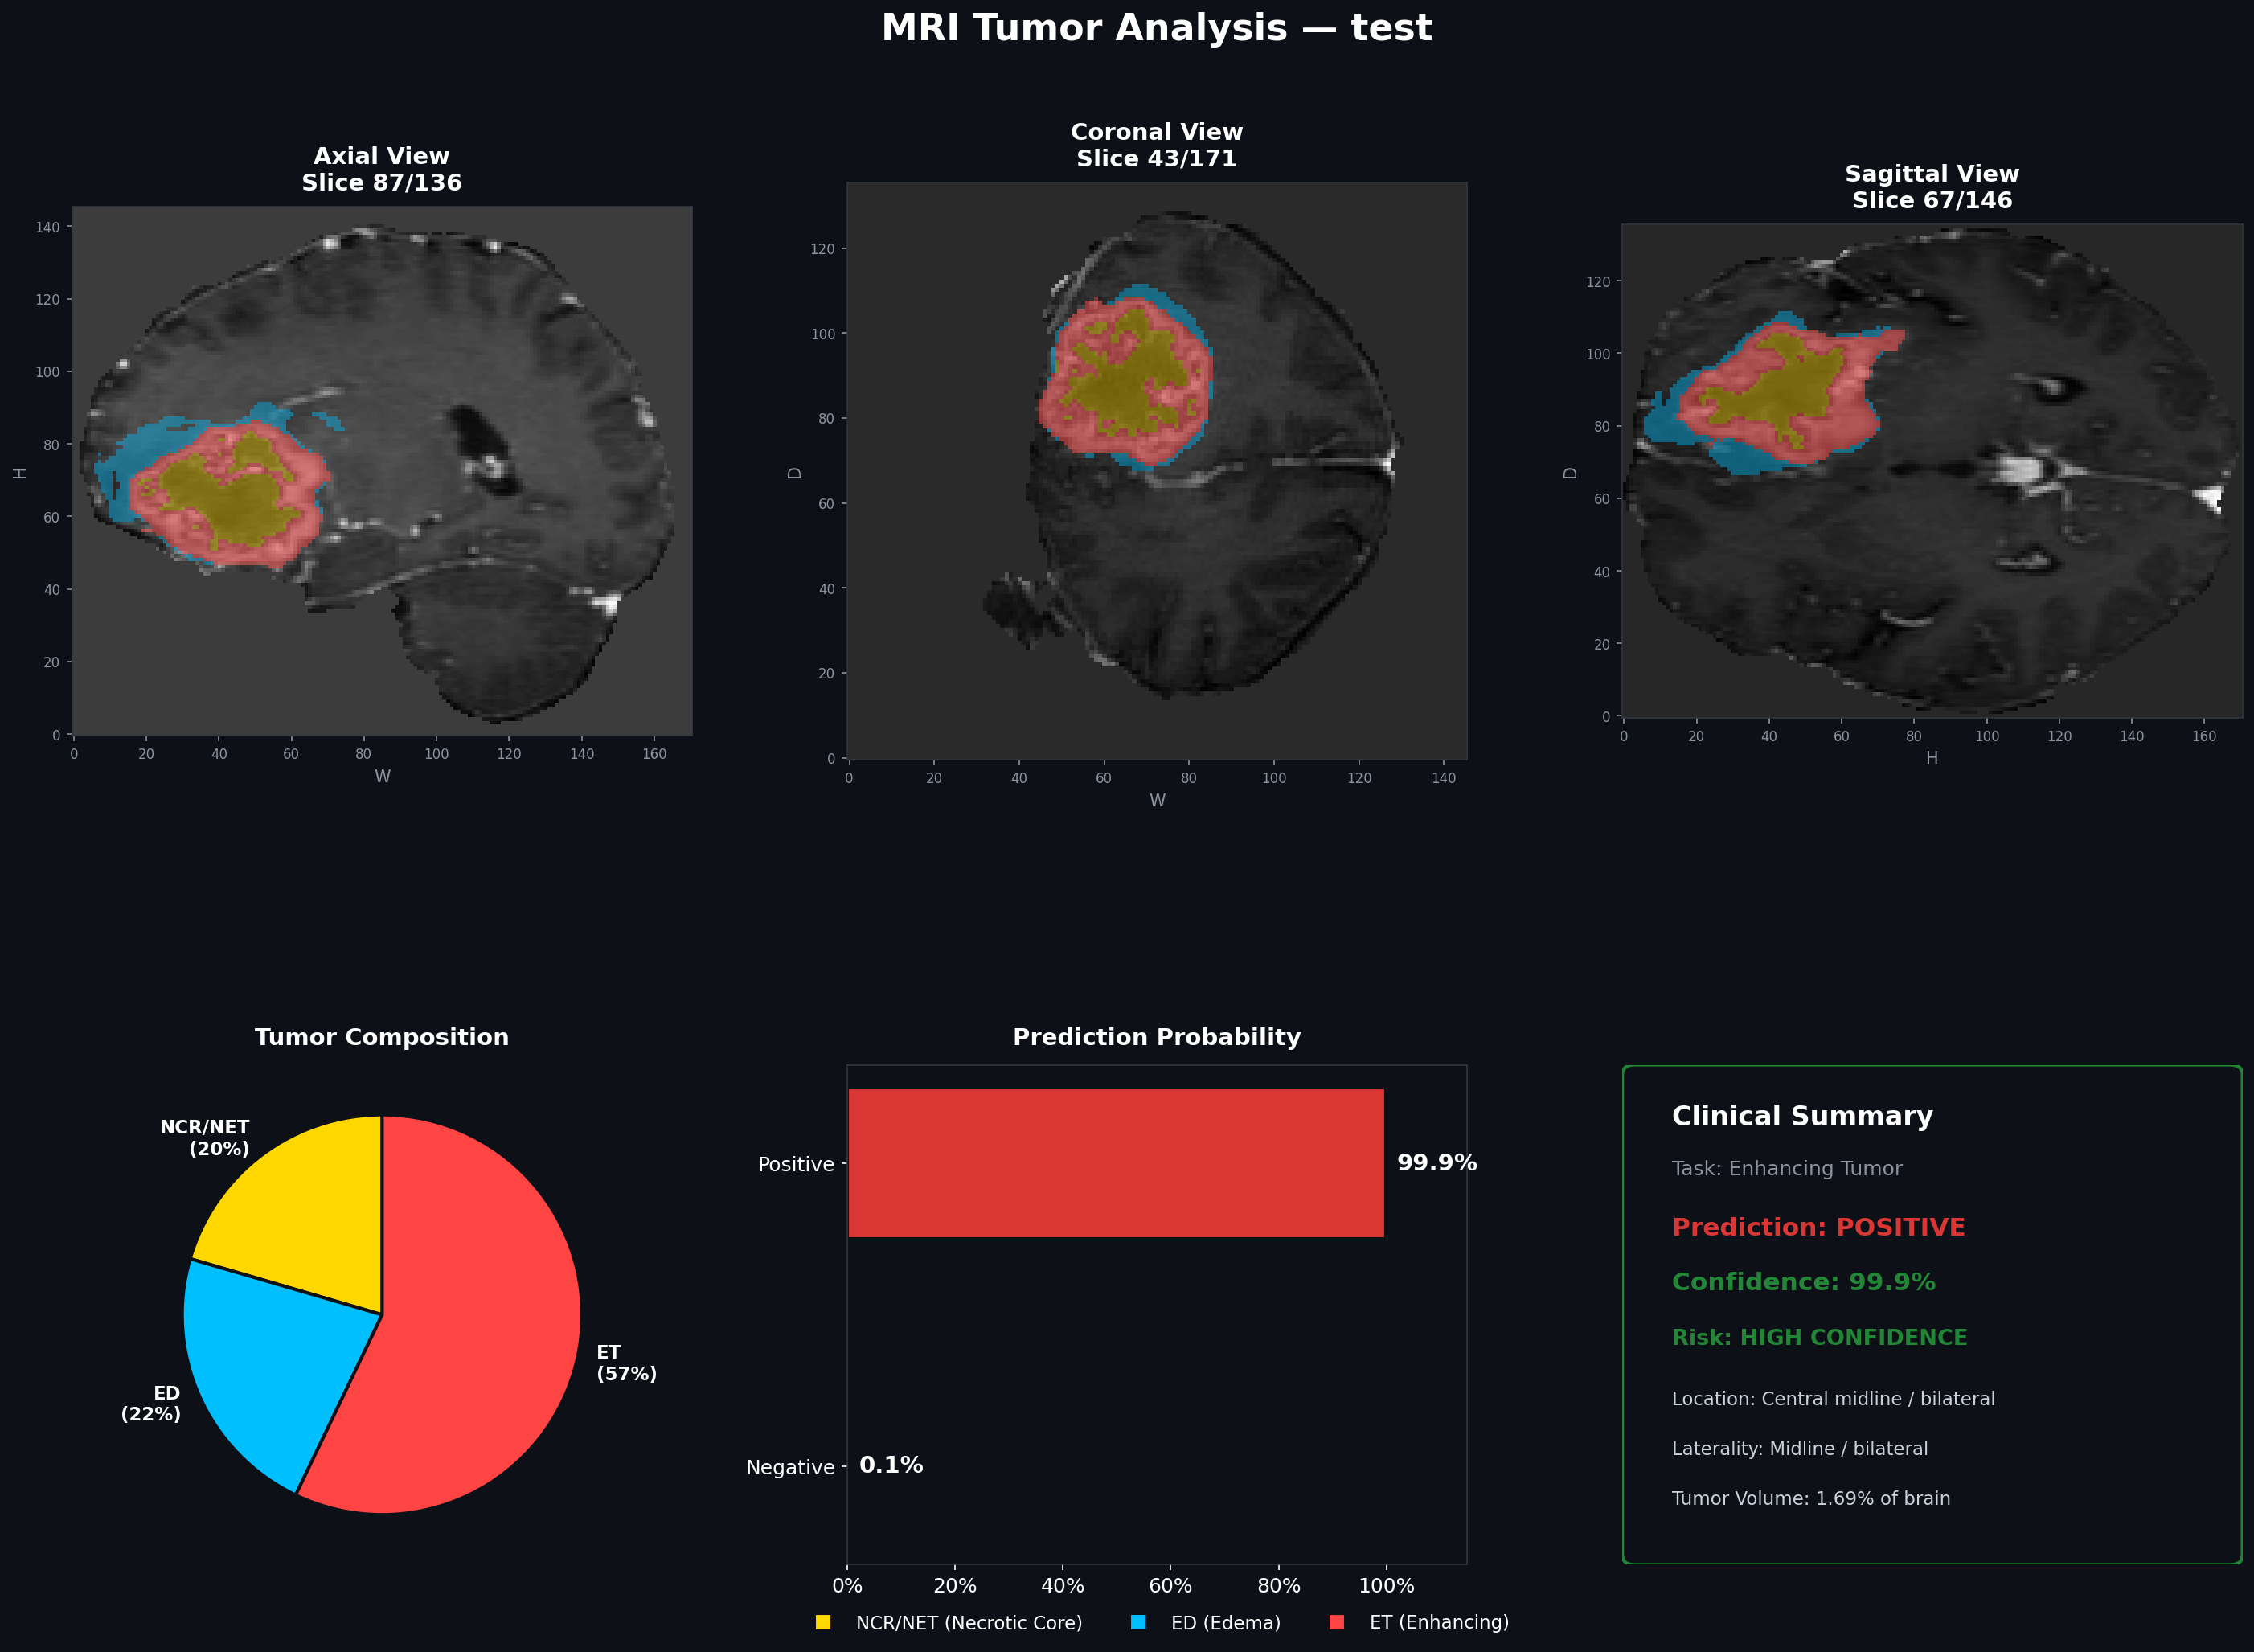 MRI Tumor Analysis — test
Axial View
Slice 87/136
140
120
100
80
60
40
20
0
H
0 20 40 60 80 100 120 140 160
W
Coronal View
Slice 43/171
120
100
80
60
40
20
0
D
0 20 40 60 80 100 120 140
W
Sagittal View
Slice 67/146
120
100
80
60
40
20
0
D
0 20 40 60 80 100 120 140 160
H
Tumor Composition
NCR/NET
(20%)
ED
(22%)
ET
(57%)
Prediction Probability
Positive
99.9%
Negative
0.1%
0% 20% 40% 60% 80% 100%
Clinical Summary
Task: Enhancing Tumor
Prediction: POSITIVE
Confidence: 99.9%
Risk: HIGH CONFIDENCE
Location: Central midline / bilateral
Laterality: Midline / bilateral
Tumor Volume: 1.69% of brain
NCR/NET (Necrotic Core) ED (Edema) ET (Enhancing)